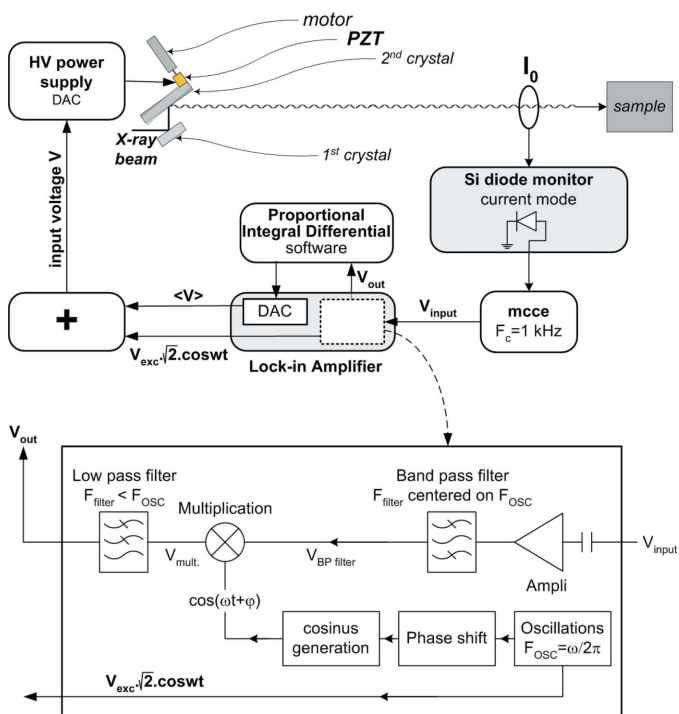 motor
PZT
2nd crystal
HV power
supply
DAC
I0
sample
X-ray
beam
1st crystal
input voltage V
Si diode monitor
current mode
Proportional
Integral Differential
software
Vout
<V>
DAC
Vinput
mcce
Fc=1 kHz
+
Vexc.√2.coswt
Lock-in Amplifier
Vout
Low pass filter
Ffilter < FOSC
Multiplication
Band pass filter
Ffilter centered on FOSC
Vmult.
VBP filter
Ampli
Vinput
cos(ωt+φ)
cosinus
generation
Phase shift
Oscillations
FOSC=ω/2π
Vexc.√2.coswt